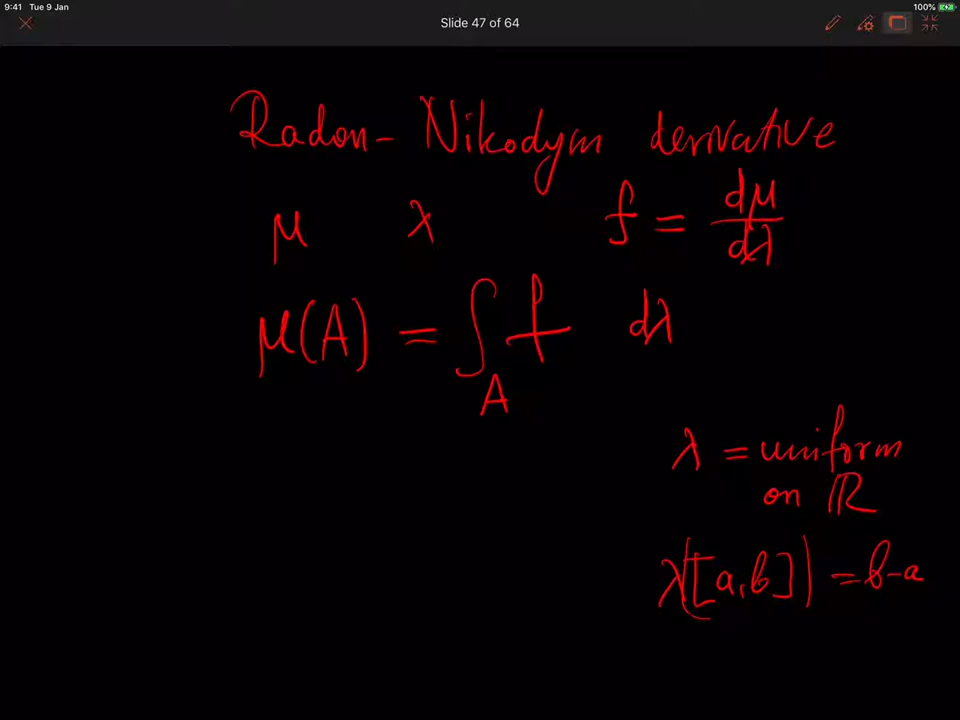 9:41 Tue 9 Jan 100%
Slide 47 of 64
Radon-Nikodym derivative
μ λ f = dμ/dλ
μ(A) = ∫_A f dλ
λ = uniform
on ℝ
λ([a,b]) = b-a